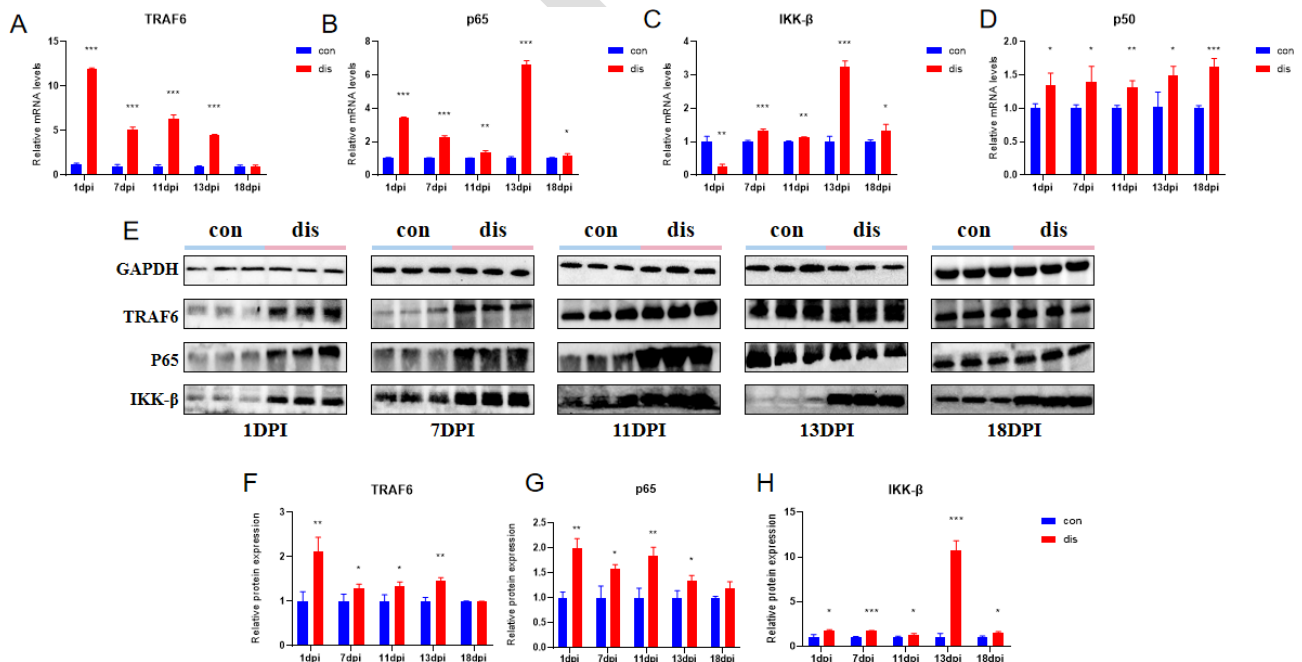 A
TRAF6
Relative mRNA levels
15
10
5
0
***
***
***
***
1dpi 7dpi 11dpi 13dpi 18dpi
con
dis
B
p65
Relative mRNA levels
8
6
4
2
0
***
***
**
***
*
1dpi 7dpi 11dpi 13dpi 18dpi
con
dis
C
IKK-β
Relative mRNA levels
4
3
2
1
0
**
***
**
***
*
1dpi 7dpi 11dpi 13dpi 18dpi
con
dis
D
p50
Relative mRNA levels
2.0
1.5
1.0
0.5
0.0
*
*
**
*
***
1dpi 7dpi 11dpi 13dpi 18dpi
con
dis
E
con dis con dis con dis con dis con dis
GAPDH
TRAF6
P65
IKK-β
1DPI 7DPI 11DPI 13DPI 18DPI
F
TRAF6
Relative protein expression
3
2
1
0
**
*
*
**
1dpi 7dpi 11dpi 13dpi 18dpi
G
p65
Relative protein expression
2.5
2.0
1.5
1.0
0.5
0.0
**
*
**
*
1dpi 7dpi 11dpi 13dpi 18dpi
H
IKK-β
Relative protein expression
15
10
5
0
*
***
*
***
*
1dpi 7dpi 11dpi 13dpi 18dpi
con
dis